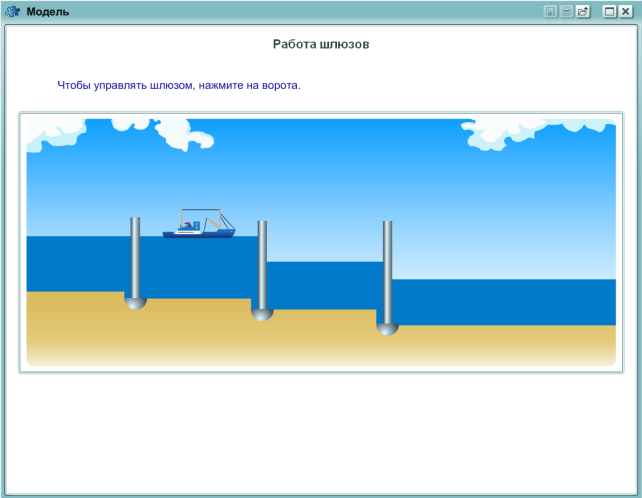 Модель
Работа шлюзов
Чтобы управлять шлюзом, нажмите на ворота.